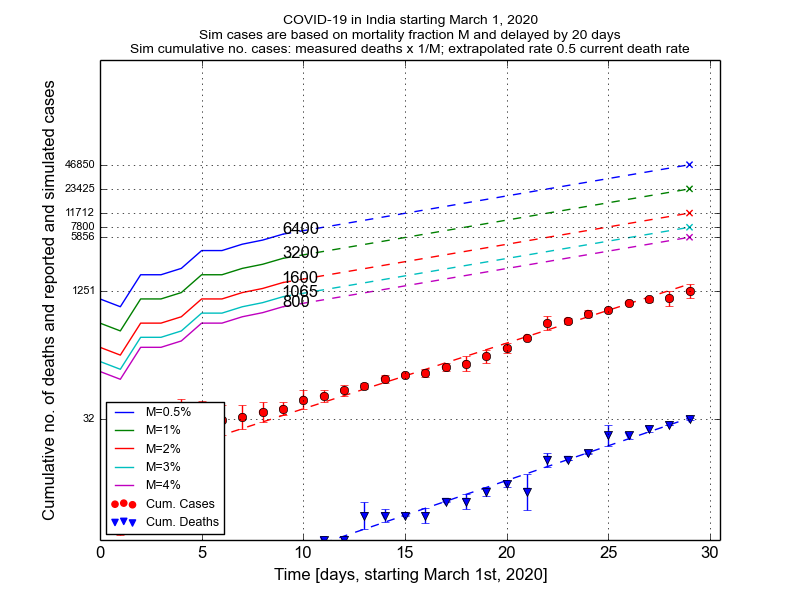 COVID-19 in India starting March 1, 2020
Sim cases are based on mortality fraction M and delayed by 20 days
Sim cumulative no. cases: measured deaths x 1/M; extrapolated rate 0.5 current death rate
Cumulative no. of deaths and reported and simulated cases
46850
23425
11712
7800
5856
1251
32
6400
3200
1600
1065
800
M=0.5%
M=1%
M=2%
M=3%
M=4%
Cum. Cases
Cum. Deaths
0 5 10 15 20 25 30
Time [days, starting March 1st, 2020]